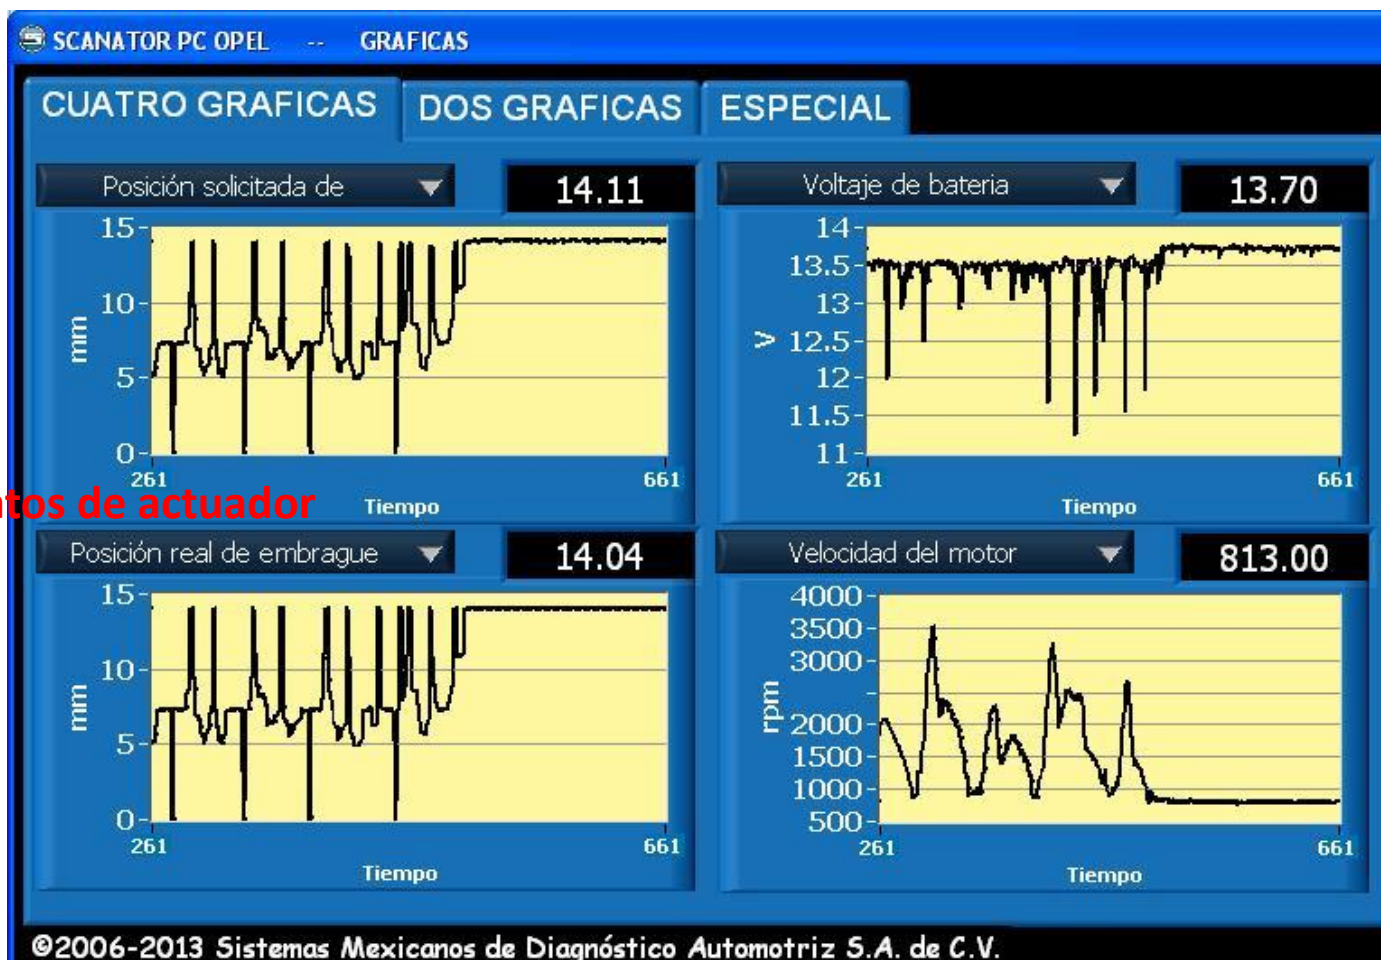 SCANATOR PC OPEL -- GRAFICAS
CUATRO GRAFICAS DOS GRAFICAS ESPECIAL
Posición solicitada de 14.11
15
10
5
0
mm
261 661
Tiempo
Voltaje de bateria 13.70
14
13.5
13
12.5
12
11.5
11
V
261 661
Tiempo
de actuador
Posición real de embrague 14.04
15
10
5
0
mm
261 661
Tiempo
Velocidad del motor 813.00
4000
3500
3000
2000
1500
1000
500
rpm
261 661
Tiempo
©2006-2013 Sistemas Mexicanos de Diagnóstico Automotriz S.A. de C.V.